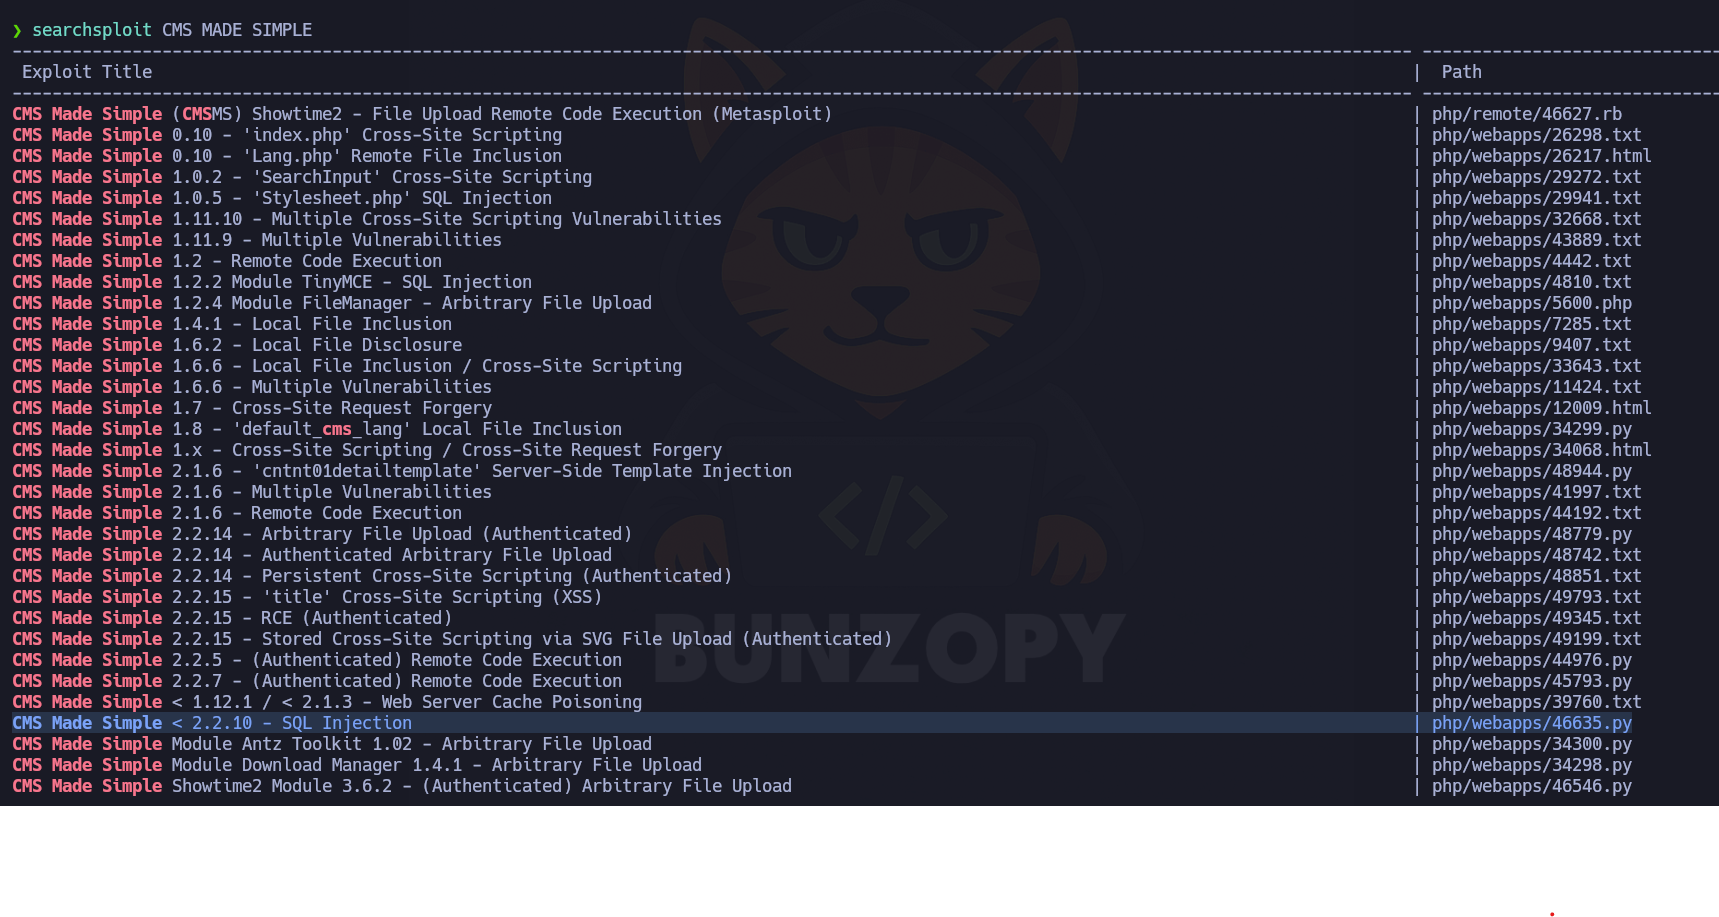 ❯ searchsploit CMS MADE SIMPLE
Exploit Title | Path
CMS Made Simple (CMSMS) Showtime2 - File Upload Remote Code Execution (Metasploit) | php/remote/46627.rb
CMS Made Simple 0.10 - 'index.php' Cross-Site Scripting | php/webapps/26298.txt
CMS Made Simple 0.10 - 'Lang.php' Remote File Inclusion | php/webapps/26217.html
CMS Made Simple 1.0.2 - 'SearchInput' Cross-Site Scripting | php/webapps/29272.txt
CMS Made Simple 1.0.5 - 'Stylesheet.php' SQL Injection | php/webapps/29941.txt
CMS Made Simple 1.11.10 - Multiple Cross-Site Scripting Vulnerabilities | php/webapps/32668.txt
CMS Made Simple 1.11.9 - Multiple Vulnerabilities | php/webapps/43889.txt
CMS Made Simple 1.2 - Remote Code Execution | php/webapps/4442.txt
CMS Made Simple 1.2.2 Module TinyMCE - SQL Injection | php/webapps/4810.txt
CMS Made Simple 1.2.4 Module FileManager - Arbitrary File Upload | php/webapps/5600.php
CMS Made Simple 1.4.1 - Local File Inclusion | php/webapps/7285.txt
CMS Made Simple 1.6.2 - Local File Disclosure | php/webapps/9407.txt
CMS Made Simple 1.6.6 - Local File Inclusion / Cross-Site Scripting | php/webapps/33643.txt
CMS Made Simple 1.6.6 - Multiple Vulnerabilities | php/webapps/11424.txt
CMS Made Simple 1.7 - Cross-Site Request Forgery | php/webapps/12009.html
CMS Made Simple 1.8 - 'default_cms_lang' Local File Inclusion | php/webapps/34299.py
CMS Made Simple 1.x - Cross-Site Scripting / Cross-Site Request Forgery | php/webapps/34068.html
CMS Made Simple 2.1.6 - 'cntnt01detailtemplate' Server-Side Template Injection | php/webapps/48944.py
CMS Made Simple 2.1.6 - Multiple Vulnerabilities | php/webapps/41997.txt
CMS Made Simple 2.1.6 - Remote Code Execution | php/webapps/44192.txt
CMS Made Simple 2.2.14 - Arbitrary File Upload (Authenticated) | php/webapps/48779.py
CMS Made Simple 2.2.14 - Authenticated Arbitrary File Upload | php/webapps/48742.txt
CMS Made Simple 2.2.14 - Persistent Cross-Site Scripting (Authenticated) | php/webapps/48851.txt
CMS Made Simple 2.2.15 - 'title' Cross-Site Scripting (XSS) | php/webapps/49793.txt
CMS Made Simple 2.2.15 - RCE (Authenticated) | php/webapps/49345.txt
CMS Made Simple 2.2.15 - Stored Cross-Site Scripting via SVG File Upload (Authenticated) | php/webapps/49199.txt
CMS Made Simple 2.2.5 - (Authenticated) Remote Code Execution | php/webapps/44976.py
CMS Made Simple 2.2.7 - (Authenticated) Remote Code Execution | php/webapps/45793.py
CMS Made Simple < 1.12.1 / < 2.1.3 - Web Server Cache Poisoning | php/webapps/39760.txt
CMS Made Simple < 2.2.10 - SQL Injection | php/webapps/46635.py
CMS Made Simple Module Antz Toolkit 1.02 - Arbitrary File Upload | php/webapps/34300.py
CMS Made Simple Module Download Manager 1.4.1 - Arbitrary File Upload | php/webapps/34298.py
CMS Made Simple Showtime2 Module 3.6.2 - (Authenticated) Arbitrary File Upload | php/webapps/46546.py
</>
BUNZOPY